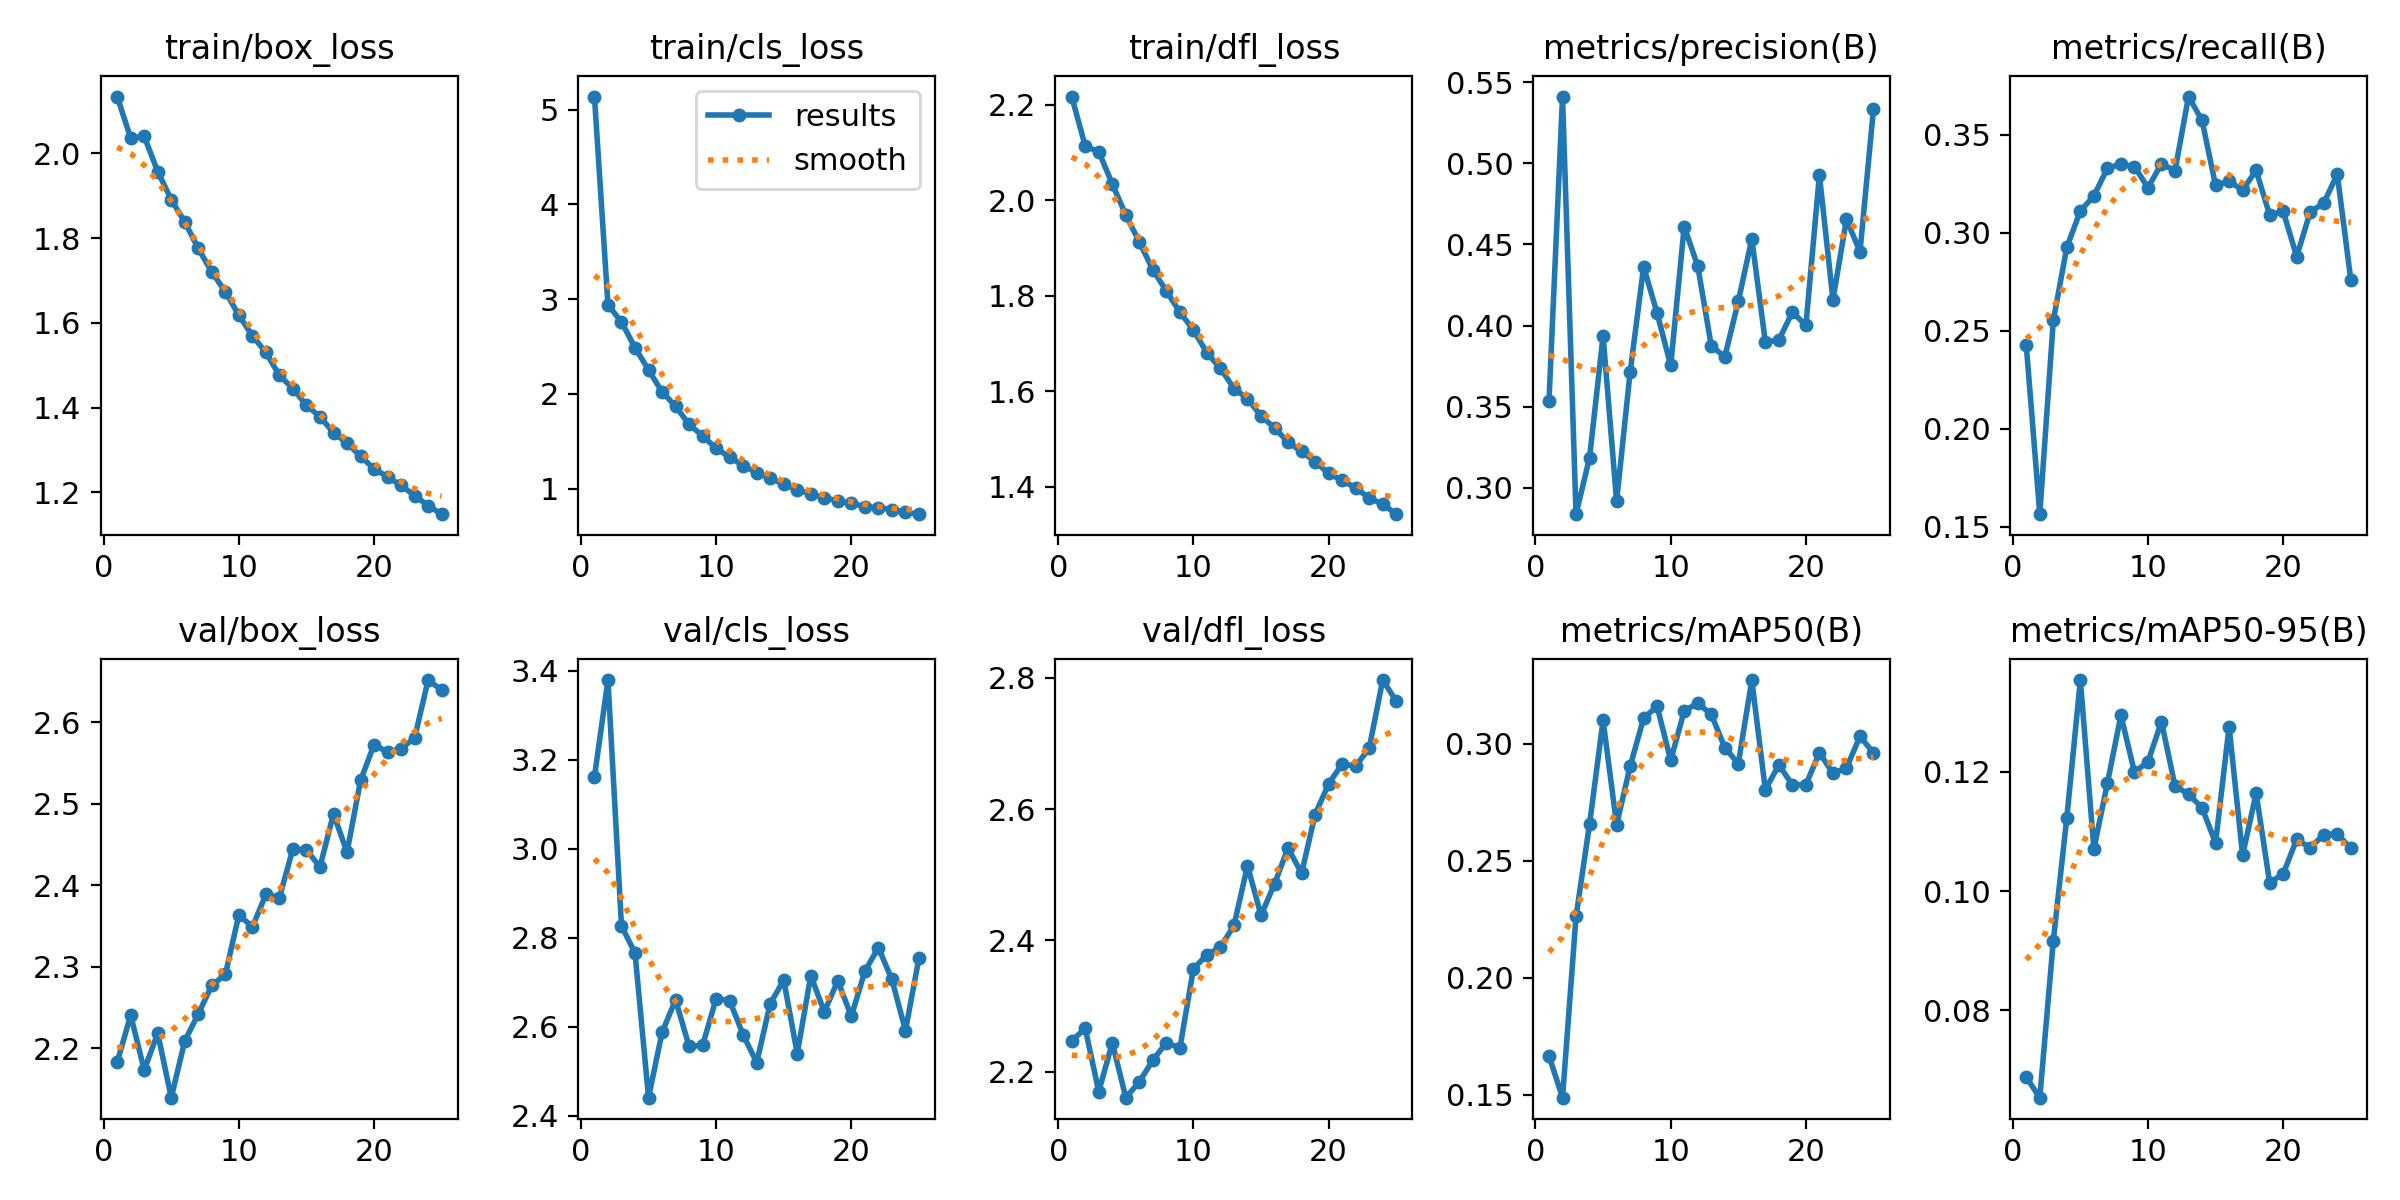 train/box_loss
2.0
1.8
1.6
1.4
1.2
0 10 20
train/cls_loss
results
smooth
5
4
3
2
1
0 10 20
train/dfl_loss
2.2
2.0
1.8
1.6
1.4
0 10 20
metrics/precision(B)
0.55
0.50
0.45
0.40
0.35
0.30
0 10 20
metrics/recall(B)
0.35
0.30
0.25
0.20
0.15
0 10 20
val/box_loss
2.6
2.5
2.4
2.3
2.2
0 10 20
val/cls_loss
3.4
3.2
3.0
2.8
2.6
2.4
0 10 20
val/dfl_loss
2.8
2.6
2.4
2.2
0 10 20
metrics/mAP50(B)
0.30
0.25
0.20
0.15
0 10 20
metrics/mAP50-95(B)
0.12
0.10
0.08
0 10 20